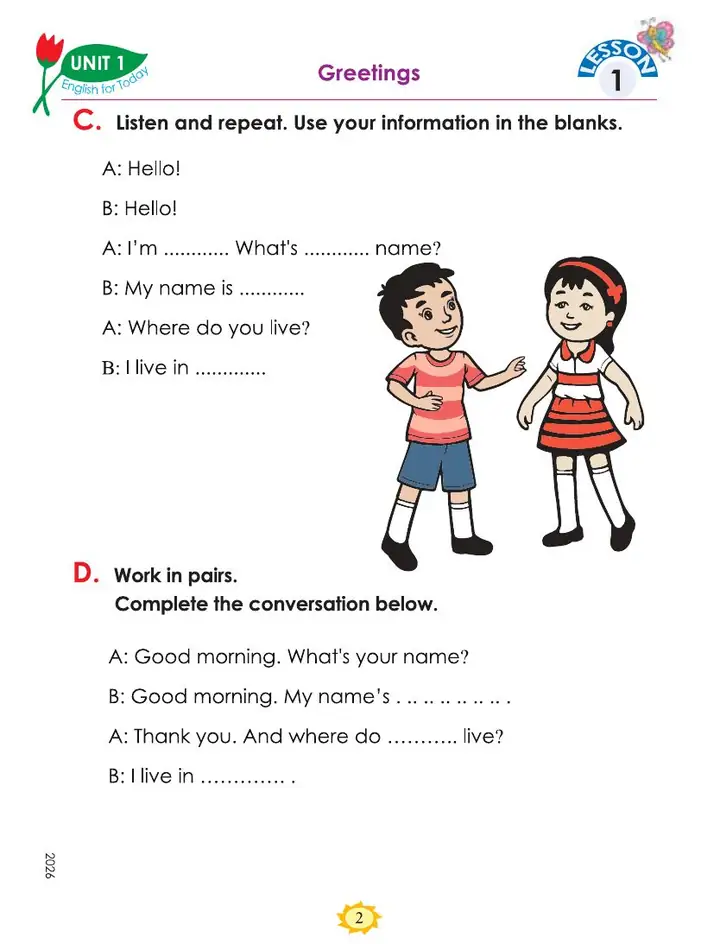 UNIT 1
English for Today
Greetings
LESSON
1
C. Listen and repeat. Use your information in the blanks.
A: Hello!
B: Hello!
A: I’m ............ What's ............ name?
B: My name is ............
A: Where do you live?
B: I live in .............
D. Work in pairs.
Complete the conversation below.
A: Good morning. What's your name?
B: Good morning. My name’s . .. .. .. .. .. .. .
A: Thank you. And where do ……….. live?
B: I live in …………. .
2026
2